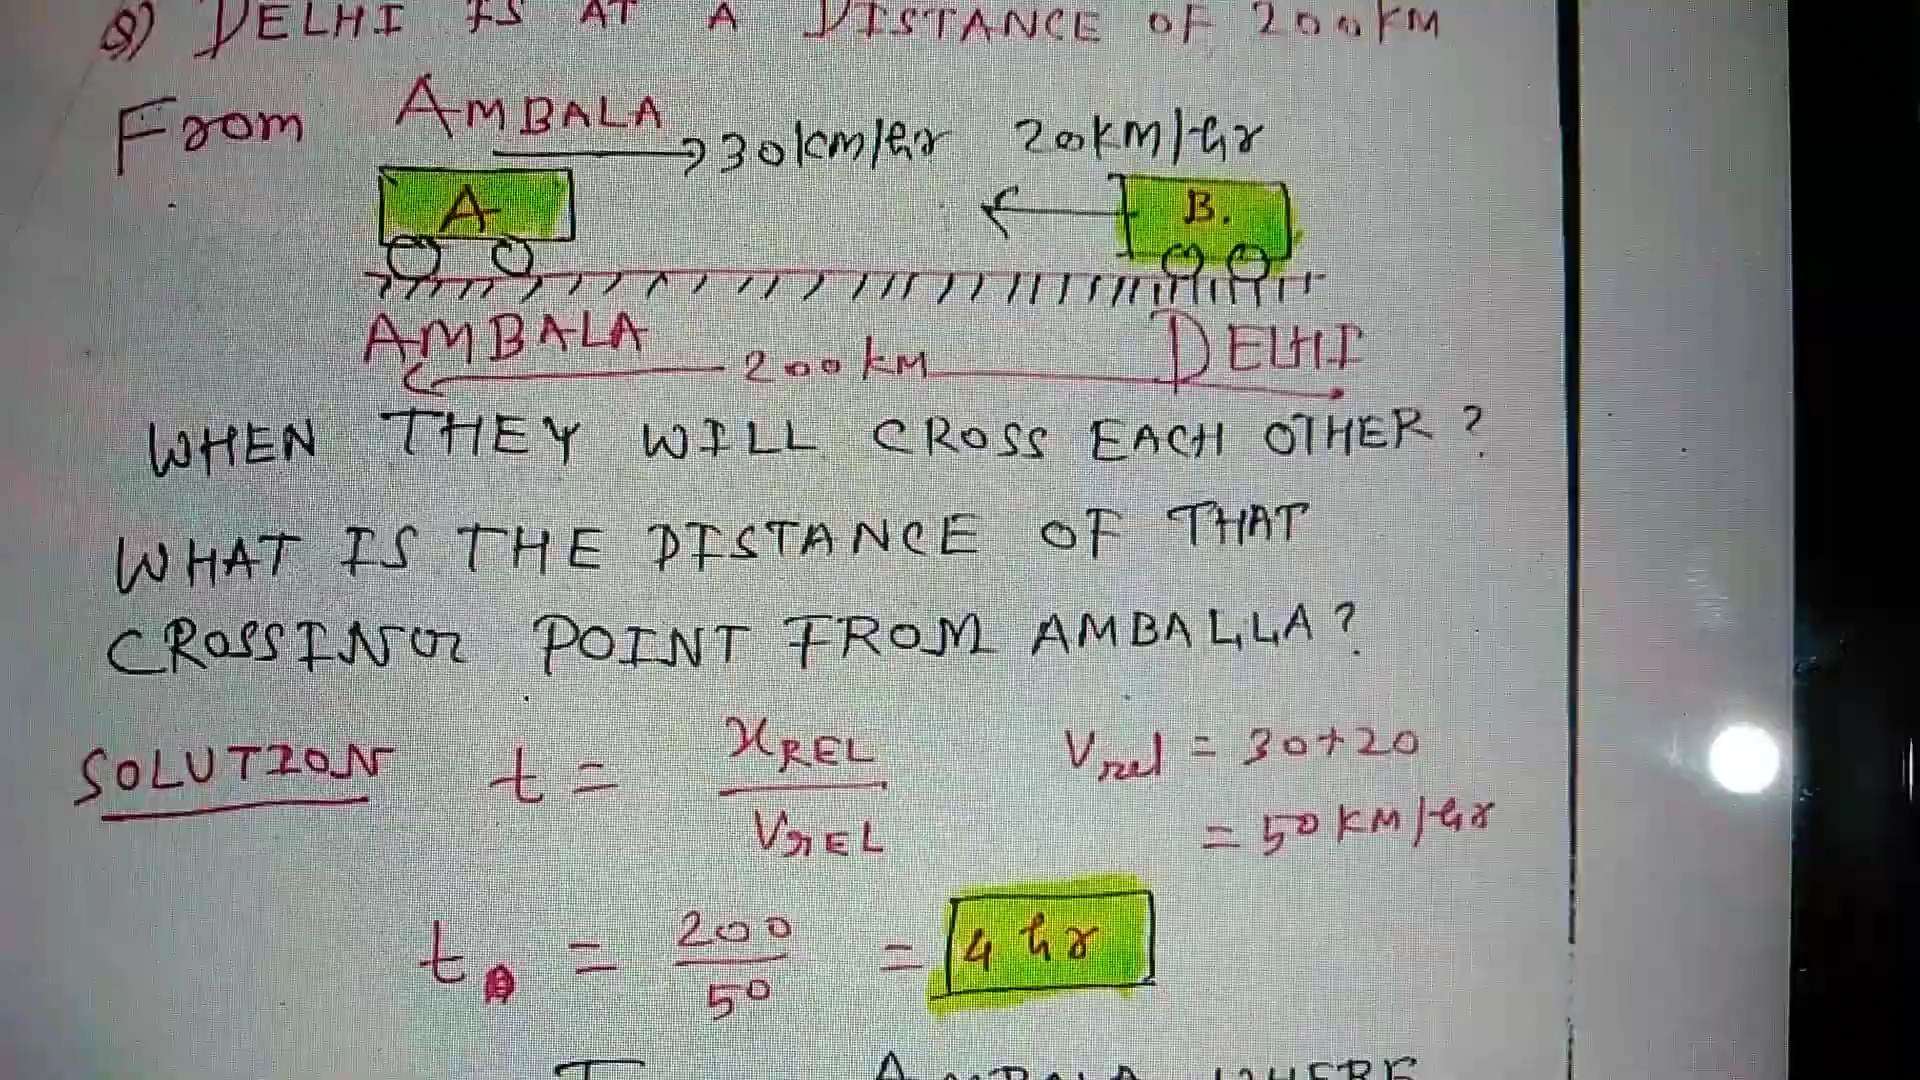 Q) DELHI IS AT A DISTANCE OF 200KM
From AMBALA
30km/hr 20KM/hr
A B.
AMBALA 200 KM DELHI
WHEN THEY WILL CROSS EACH OTHER ?
WHAT IS THE DISTANCE OF THAT
CROSSING POINT FROM AMBALLA?
SOLUTION t = xREL / VrEL Vrel = 30+20
= 50 KM/hr
t = 200 / 50 = 4 hr